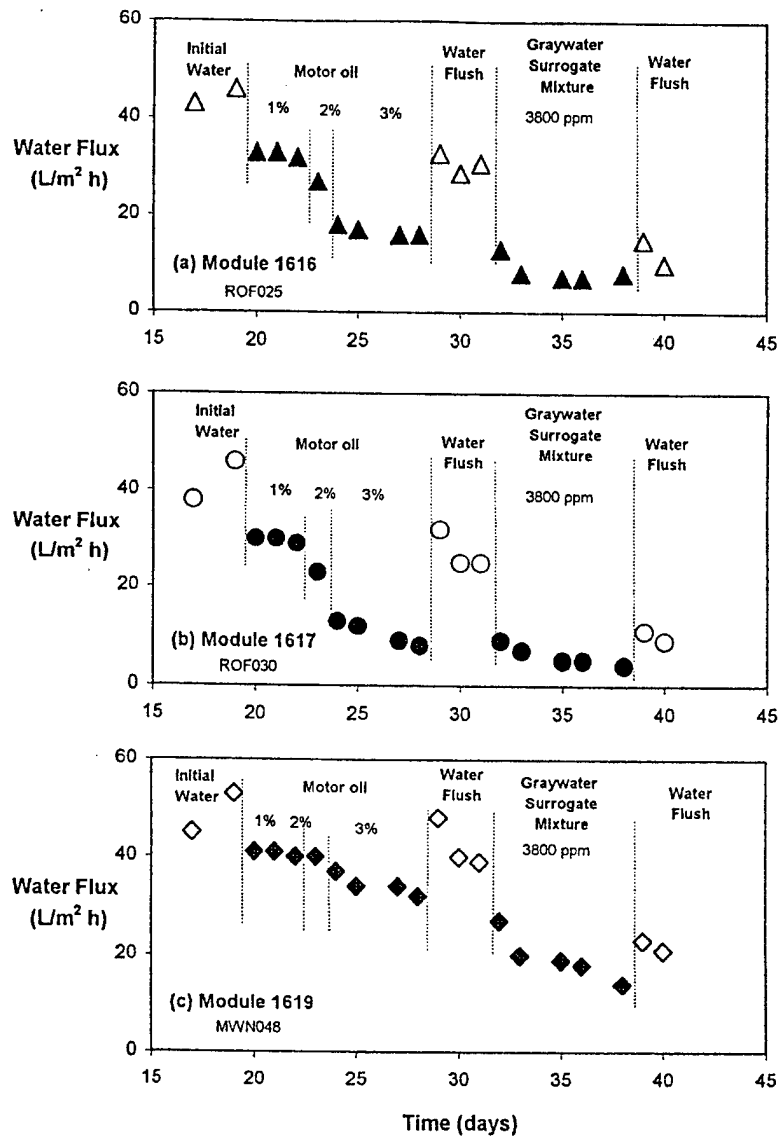 60
Initial
Water
Motor oil
Water
Flush
Graywater
Surrogate
Mixture
Water
Flush
1%
2%
3%
3800 ppm
40
Water Flux
(L/m² h)
20
(a) Module 1616
ROF025
0
15 20 25 30 35 40 45
60
Initial
Water
Motor oil
Water
Flush
Graywater
Surrogate
Mixture
Water
Flush
1%
2%
3%
3800 ppm
40
Water Flux
(L/m² h)
20
(b) Module 1617
ROF030
0
15 20 25 30 35 40 45
60
Initial
Water
Motor oil
Water
Flush
Graywater
Surrogate
Mixture
Water
Flush
1%
2%
3%
3800 ppm
40
Water Flux
(L/m² h)
20
(c) Module 1619
MWN048
0
15 20 25 30 35 40 45
Time (days)